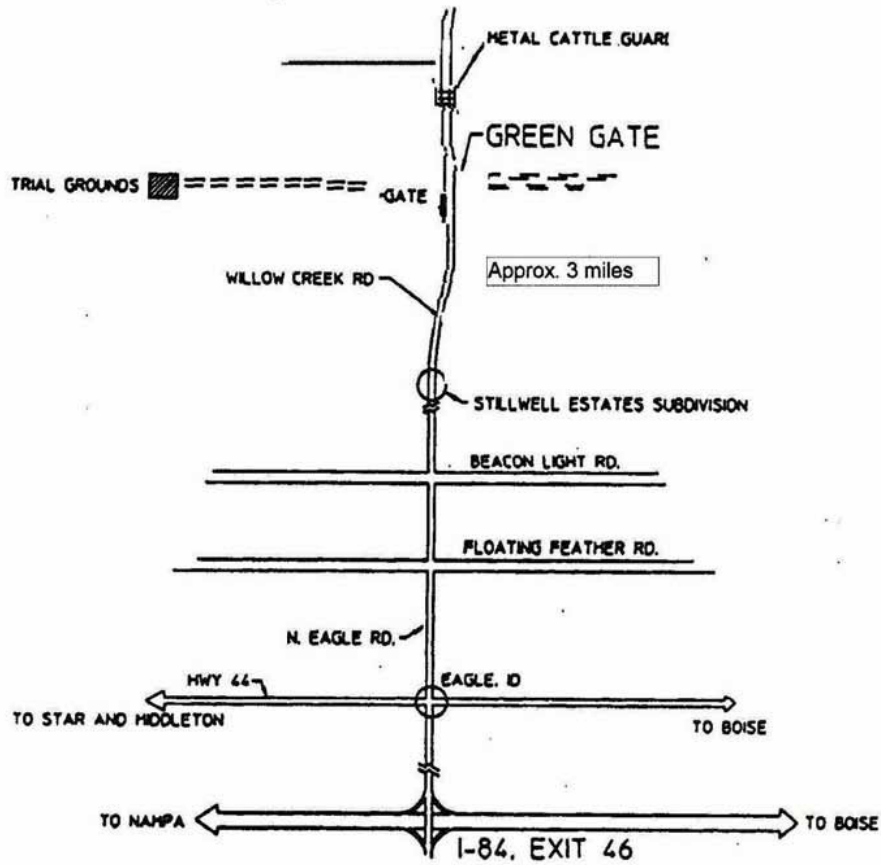 METAL CATTLE GUARI
GREEN GATE
TRIAL GROUNDS
-GATE
Approx. 3 miles
WILLOW CREEK RD
STILLWELL ESTATES SUBDIVISION
BEACON LIGHT RD.
FLOATING FEATHER RD.
N. EAGLE RD.
HWY 44
EAGLE, ID
TO STAR AND MIDDLETON
TO BOISE
TO NAMPA
TO BOISE
I-84, EXIT 46